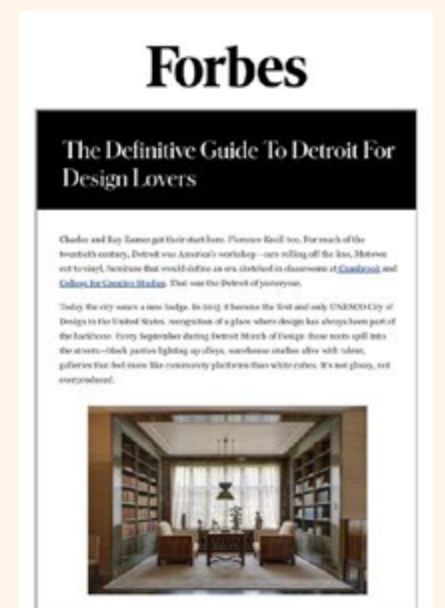 Forbes
The Definitive Guide To Detroit For
Design Lovers
Charles and Ray Eames got their start here. Florence Knoll too. For much of the
twentieth century, Detroit was America's workshop—cars rolling off the line, Motown
cut to vinyl, furniture that would define an era sketched in classrooms at Cranbrook and
College for Creative Studies. That was the Detroit of yesteryear.
Today the city wears a new badge. In 2015 it became the first and only UNESCO City of
Design in the United States, recognition of a place where design has always been part of
the backbone. Every September during Detroit Month of Design those roots spill into
the streets—block parties lighting up alleys, warehouse studios alive with talent,
galleries that feel more like community platforms than white cubes. It's not glossy, not
overproduced.